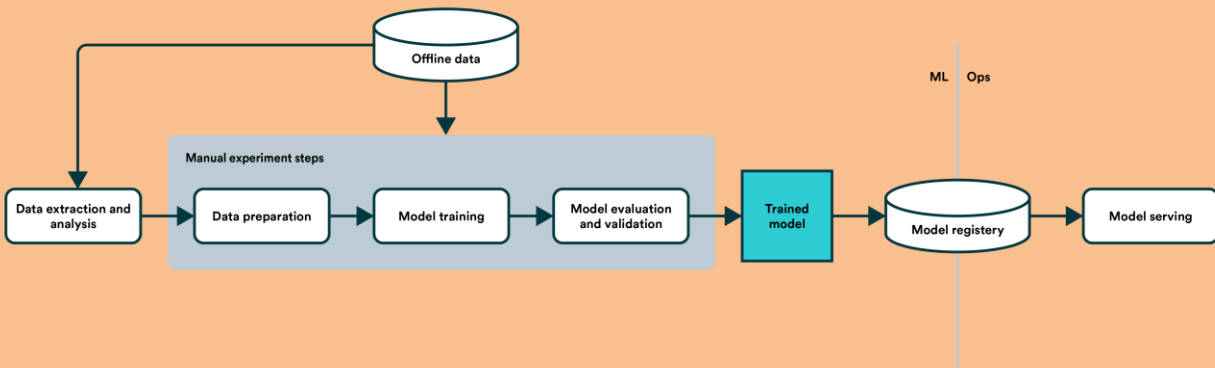 Offline data
ML
Ops
Manual experiment steps
Data extraction and
analysis
Data preparation
Model training
Model evaluation
and validation
Trained
model
Model registery
Model serving